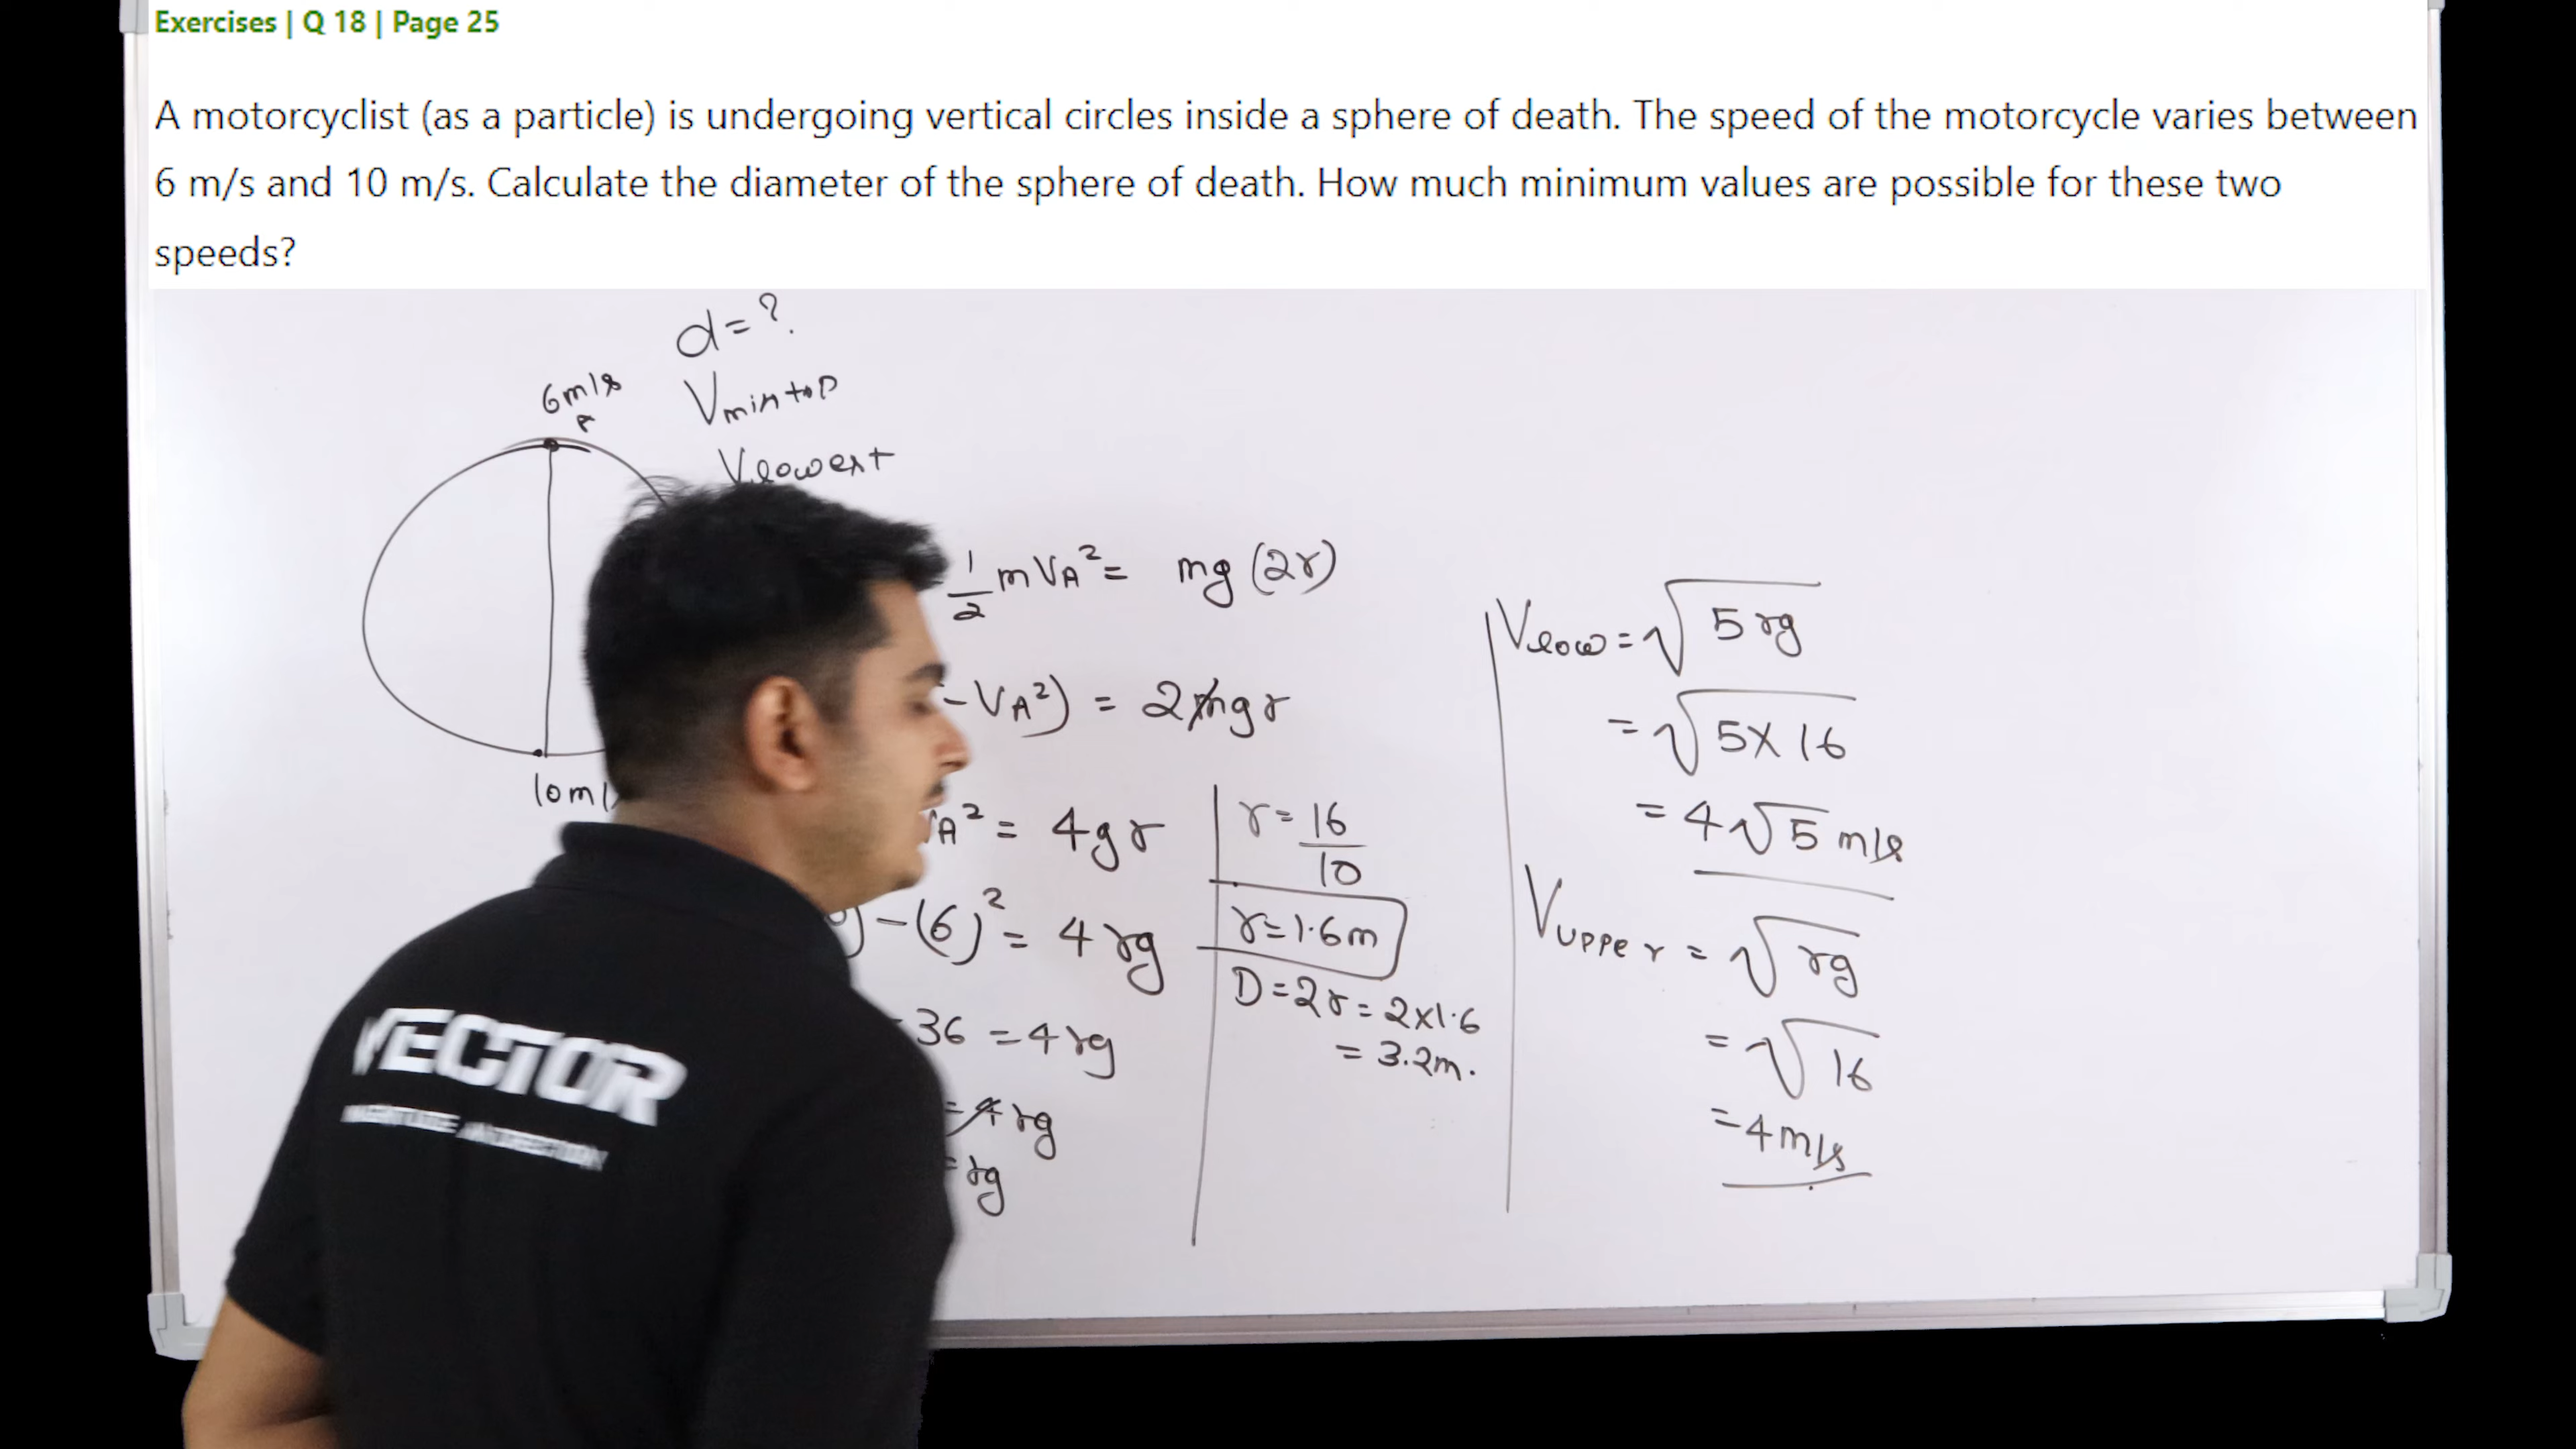 Exercises | Q 18 | Page 25
A motorcyclist (as a particle) is undergoing vertical circles inside a sphere of death. The speed of the motorcycle varies between
6 m/s and 10 m/s. Calculate the diameter of the sphere of death. How much minimum values are possible for these two
speeds?
d = ?
6m/s
Vmin top
Vlowest
10m/
1/2 mVA² = mg (2r)
- VA²) = 2mgr
A² = 4gr
) - (6)² = 4rg
36 = 4rg
= 4rg
= rg
r = 16/10
r = 1.6m
D = 2r = 2x1.6
= 3.2m.
Vlow = √5rg
= √5 X 16
= 4√5 m/s
Vupper = √rg
= √16
= 4m/s
VECTOR